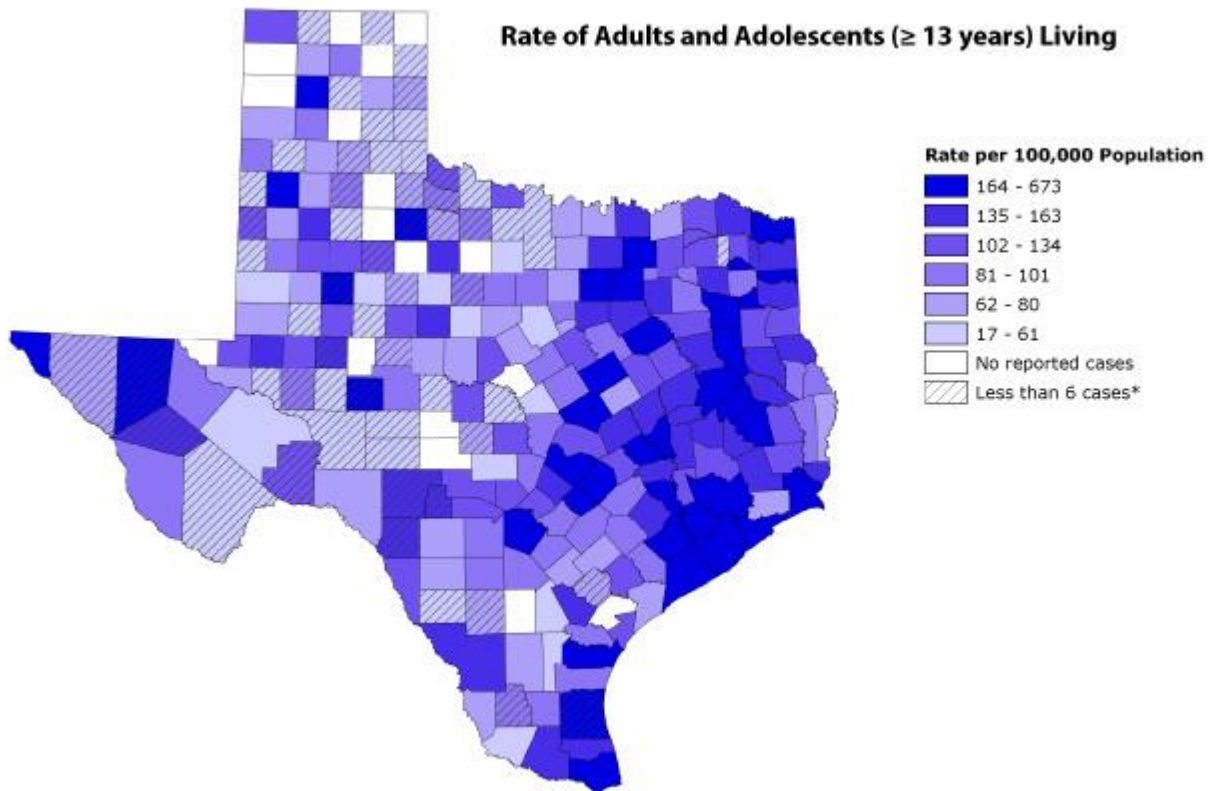 Rate of Adults and Adolescents (≥ 13 years) Living
Rate per 100,000 Population
164 - 673
135 - 163
102 - 134
81 - 101
62 - 80
17 - 61
No reported cases
Less than 6 cases*